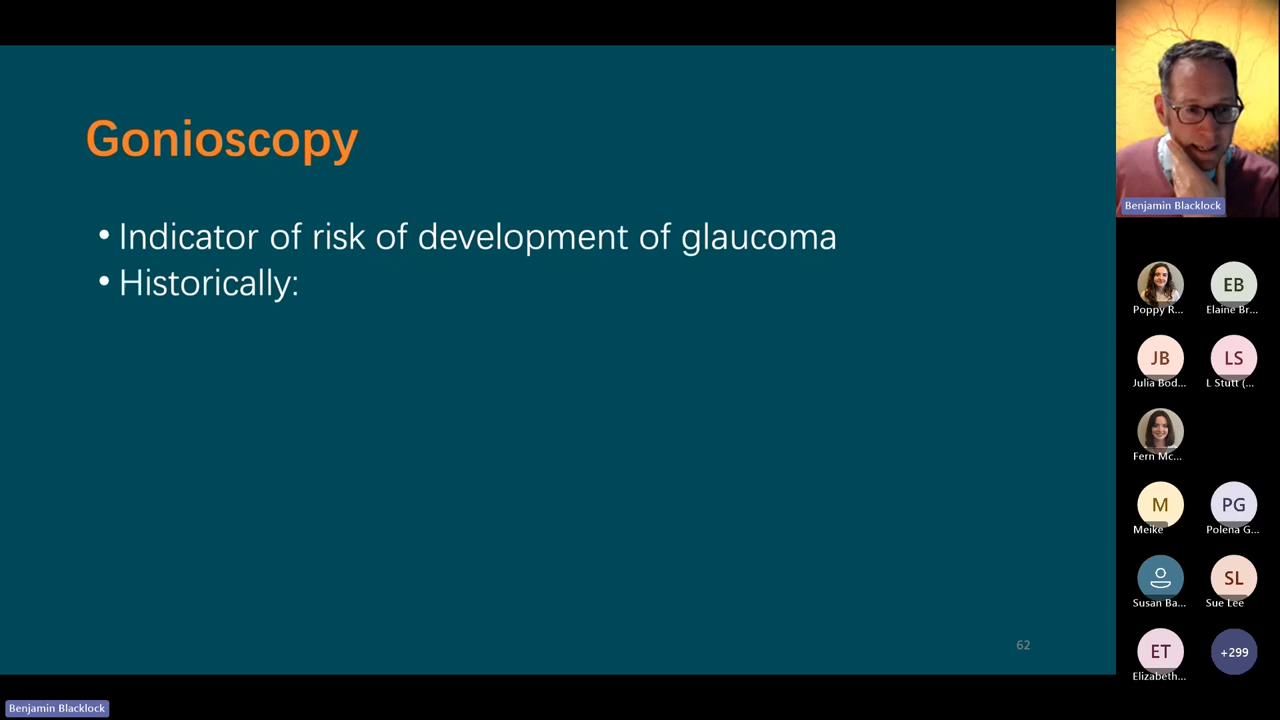 Gonioscopy
• Indicator of risk of development of glaucoma
• Historically:
62
Benjamin Blacklock
Poppy R...
EB
Elaine Br...
JB
Julia Bod...
LS
L Stutt (...
Fern Mc...
M
Meike
PG
Polena G...
Susan Ba...
SL
Sue Lee
ET
Elizabeth...
+299
Benjamin Blacklock